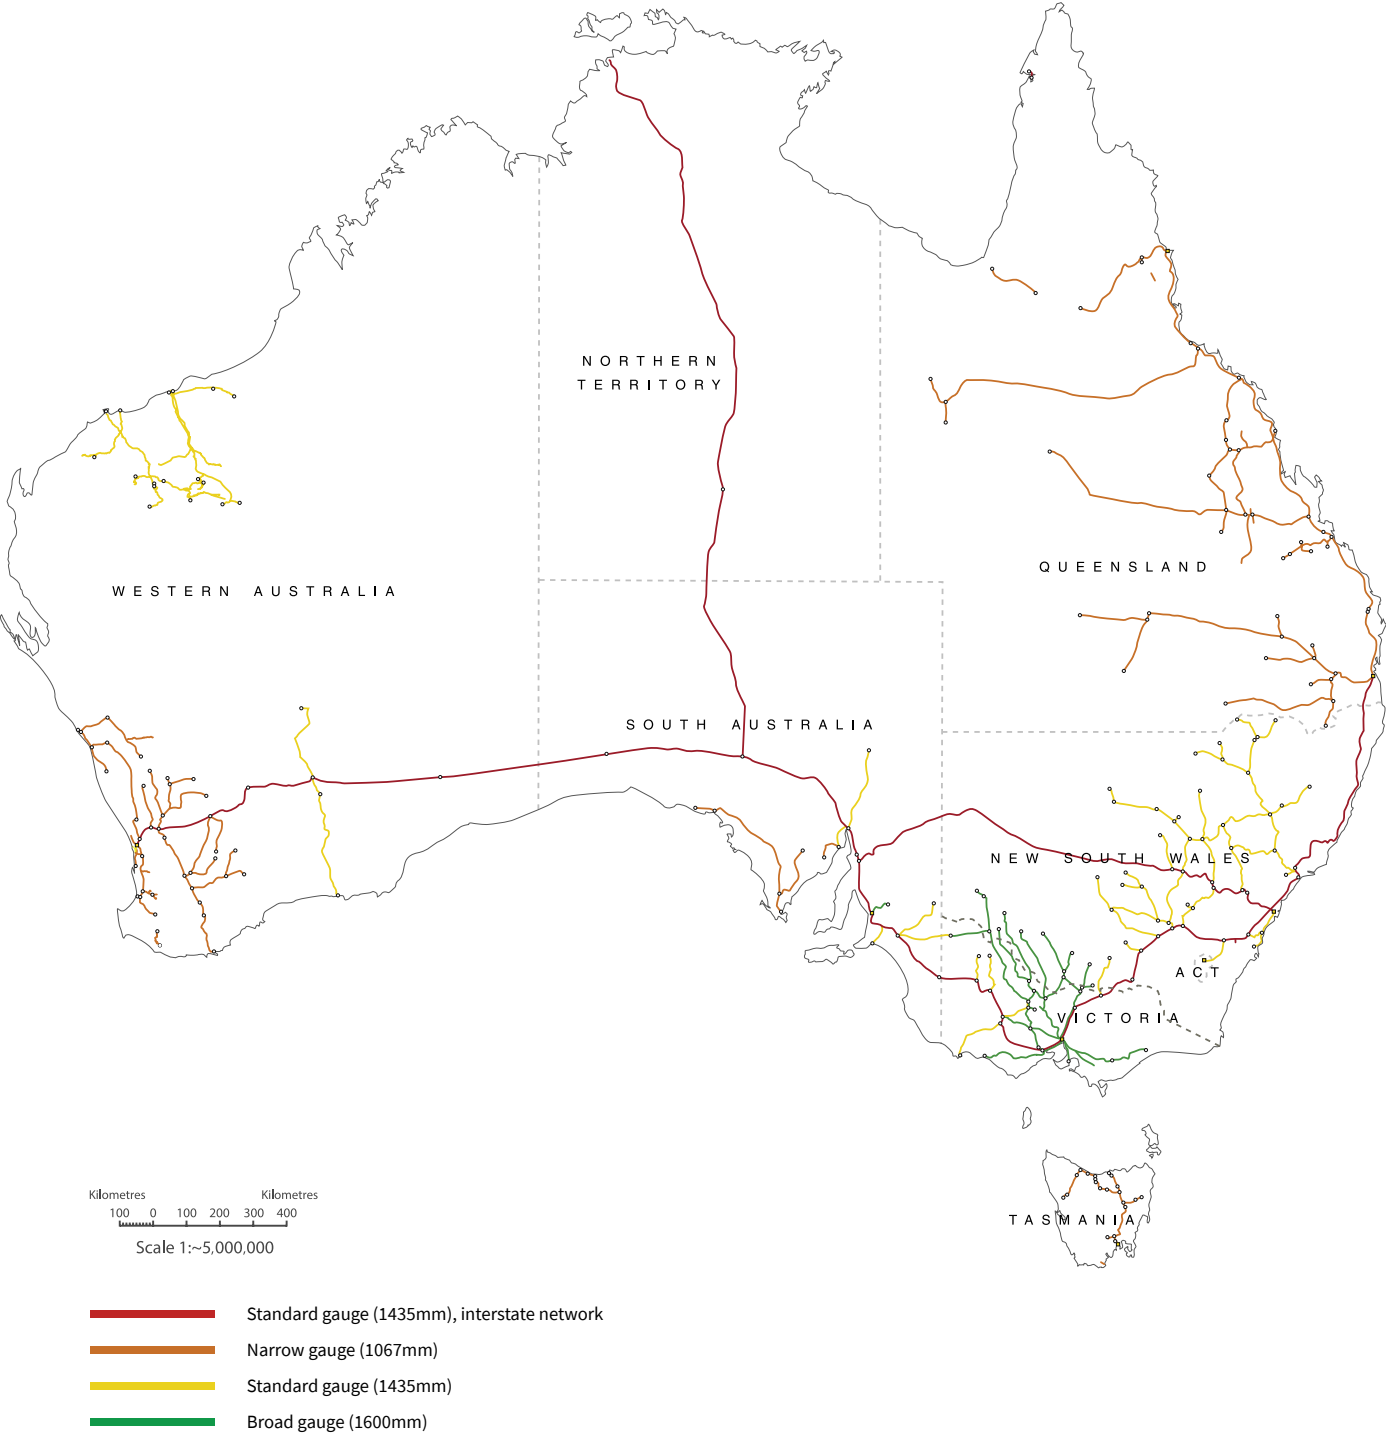 NORTHERN
TERRITORY
QUEENSLAND
WESTERN AUSTRALIA
SOUTH AUSTRALIA
NEW SOUTH WALES
ACT
VICTORIA
TASMANIA
Kilometres Kilometres
100 0 100 200 300 400
Scale 1:~5,000,000
Standard gauge (1435mm), interstate network
Narrow gauge (1067mm)
Standard gauge (1435mm)
Broad gauge (1600mm)